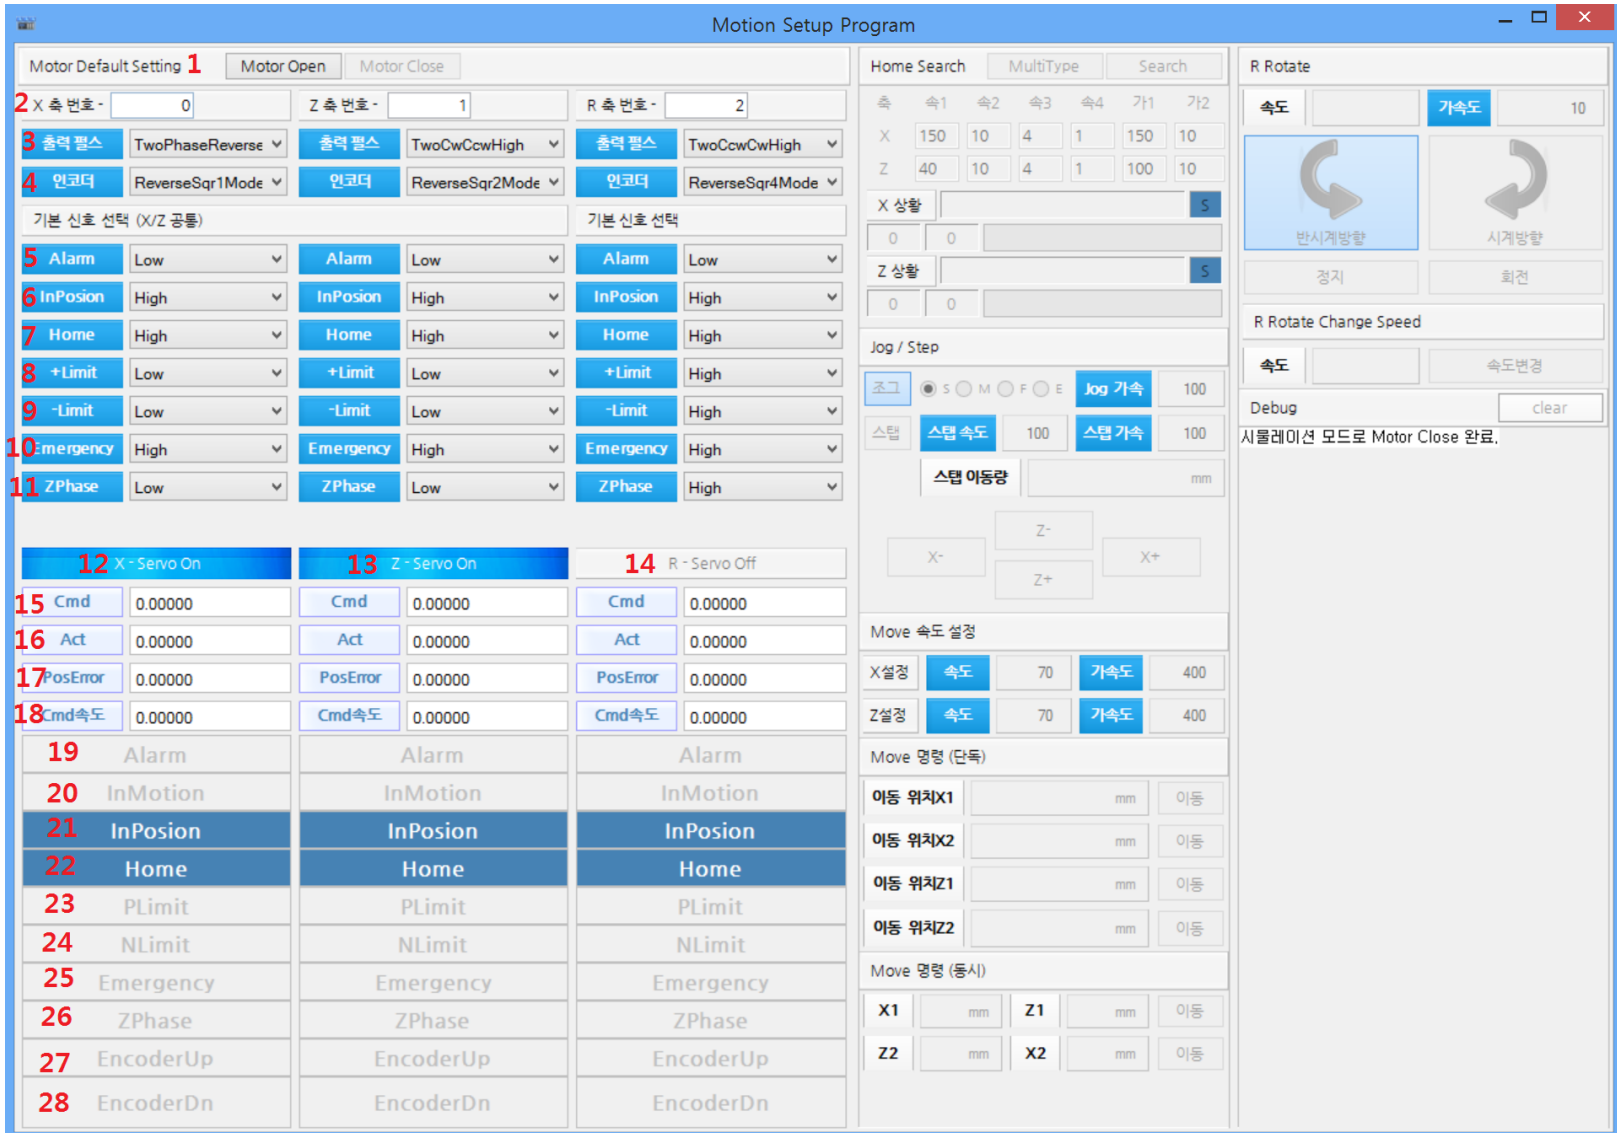 Motion Setup Program
Motor Default Setting 1 Motor Open Motor Close
2 X 축 번호 - 0 Z 축 번호 - 1 R 축 번호 - 2
3 출력 펄스 TwoPhaseReverse 출력 펄스 TwoCwCcwHigh 출력 펄스 TwoCcwCwHigh
4 인코더 ReverseSqr1Mode 인코더 ReverseSqr2Mode 인코더 ReverseSqr4Mode
기본 신호 선택 (X/Z 공통) 기본 신호 선택
5 Alarm Low Alarm Low Alarm Low
6 InPosion High InPosion High InPosion High
7 Home High Home High Home High
8 +Limit Low +Limit Low +Limit High
9 -Limit Low -Limit Low -Limit High
10 Emergency High Emergency High Emergency High
11 ZPhase Low ZPhase Low ZPhase High
12 X - Servo On 13 Z - Servo On 14 R - Servo Off
15 Cmd 0.00000 Cmd 0.00000 Cmd 0.00000
16 Act 0.00000 Act 0.00000 Act 0.00000
17 PosError 0.00000 PosError 0.00000 PosError 0.00000
18 Cmd속도 0.00000 Cmd속도 0.00000 Cmd속도 0.00000
19 Alarm Alarm Alarm
20 InMotion InMotion InMotion
21 InPosion InPosion InPosion
22 Home Home Home
23 PLimit PLimit PLimit
24 NLimit NLimit NLimit
25 Emergency Emergency Emergency
26 ZPhase ZPhase ZPhase
27 EncoderUp EncoderUp EncoderUp
28 EncoderDn EncoderDn EncoderDn
Home Search MultiType Search
축 속1 속2 속3 속4 가1 가2
X 150 10 4 1 150 10
Z 40 10 4 1 100 10
X 상황 S
0 0
Z 상황 S
0 0
Jog / Step
조그 S M F E Jog 가속 100
스탭 스탭 속도 100 스탭 가속 100
스탭 이동량 mm
Z-
X- X+
Z+
Move 속도 설정
X설정 속도 70 가속도 400
Z설정 속도 70 가속도 400
Move 명령 (단독)
이동 위치X1 mm 이동
이동 위치X2 mm 이동
이동 위치Z1 mm 이동
이동 위치Z2 mm 이동
Move 명령 (동시)
X1 mm Z1 mm 이동
Z2 mm X2 mm 이동
R Rotate
속도 가속도 10
반시계방향 시계방향
정지 회전
R Rotate Change Speed
속도 속도변경
Debug clear
시뮬레이션 모드로 Motor Close 완료.